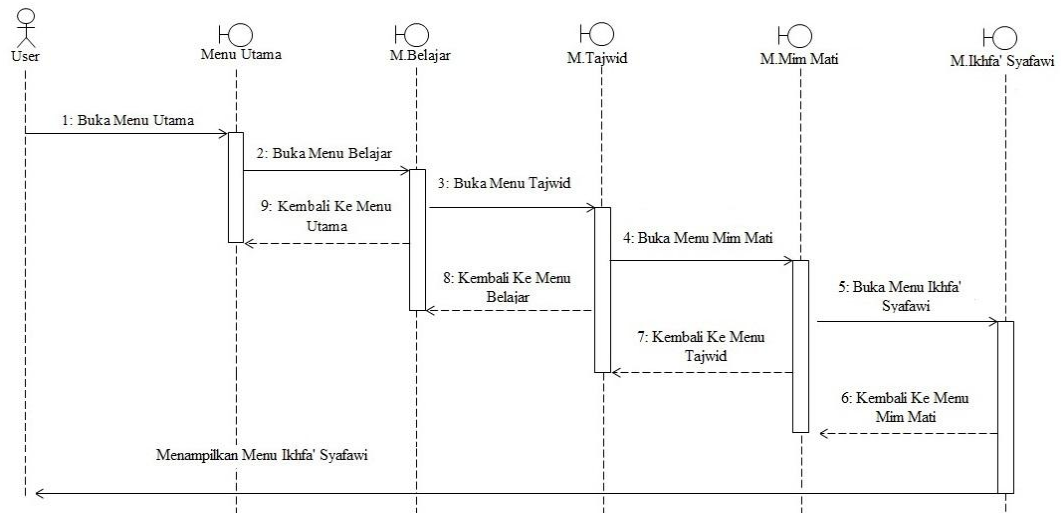 User
Menu Utama
M.Belajar
M.Tajwid
M.Mim Mati
M.Ikhfa' Syafawi
1: Buka Menu Utama
2: Buka Menu Belajar
3: Buka Menu Tajwid
9: Kembali Ke Menu
Utama
4: Buka Menu Mim Mati
8: Kembali Ke Menu
Belajar
5: Buka Menu Ikhfa'
Syafawi
7: Kembali Ke Menu
Tajwid
6: Kembali Ke Menu
Mim Mati
Menampilkan Menu Ikhfa' Syafawi